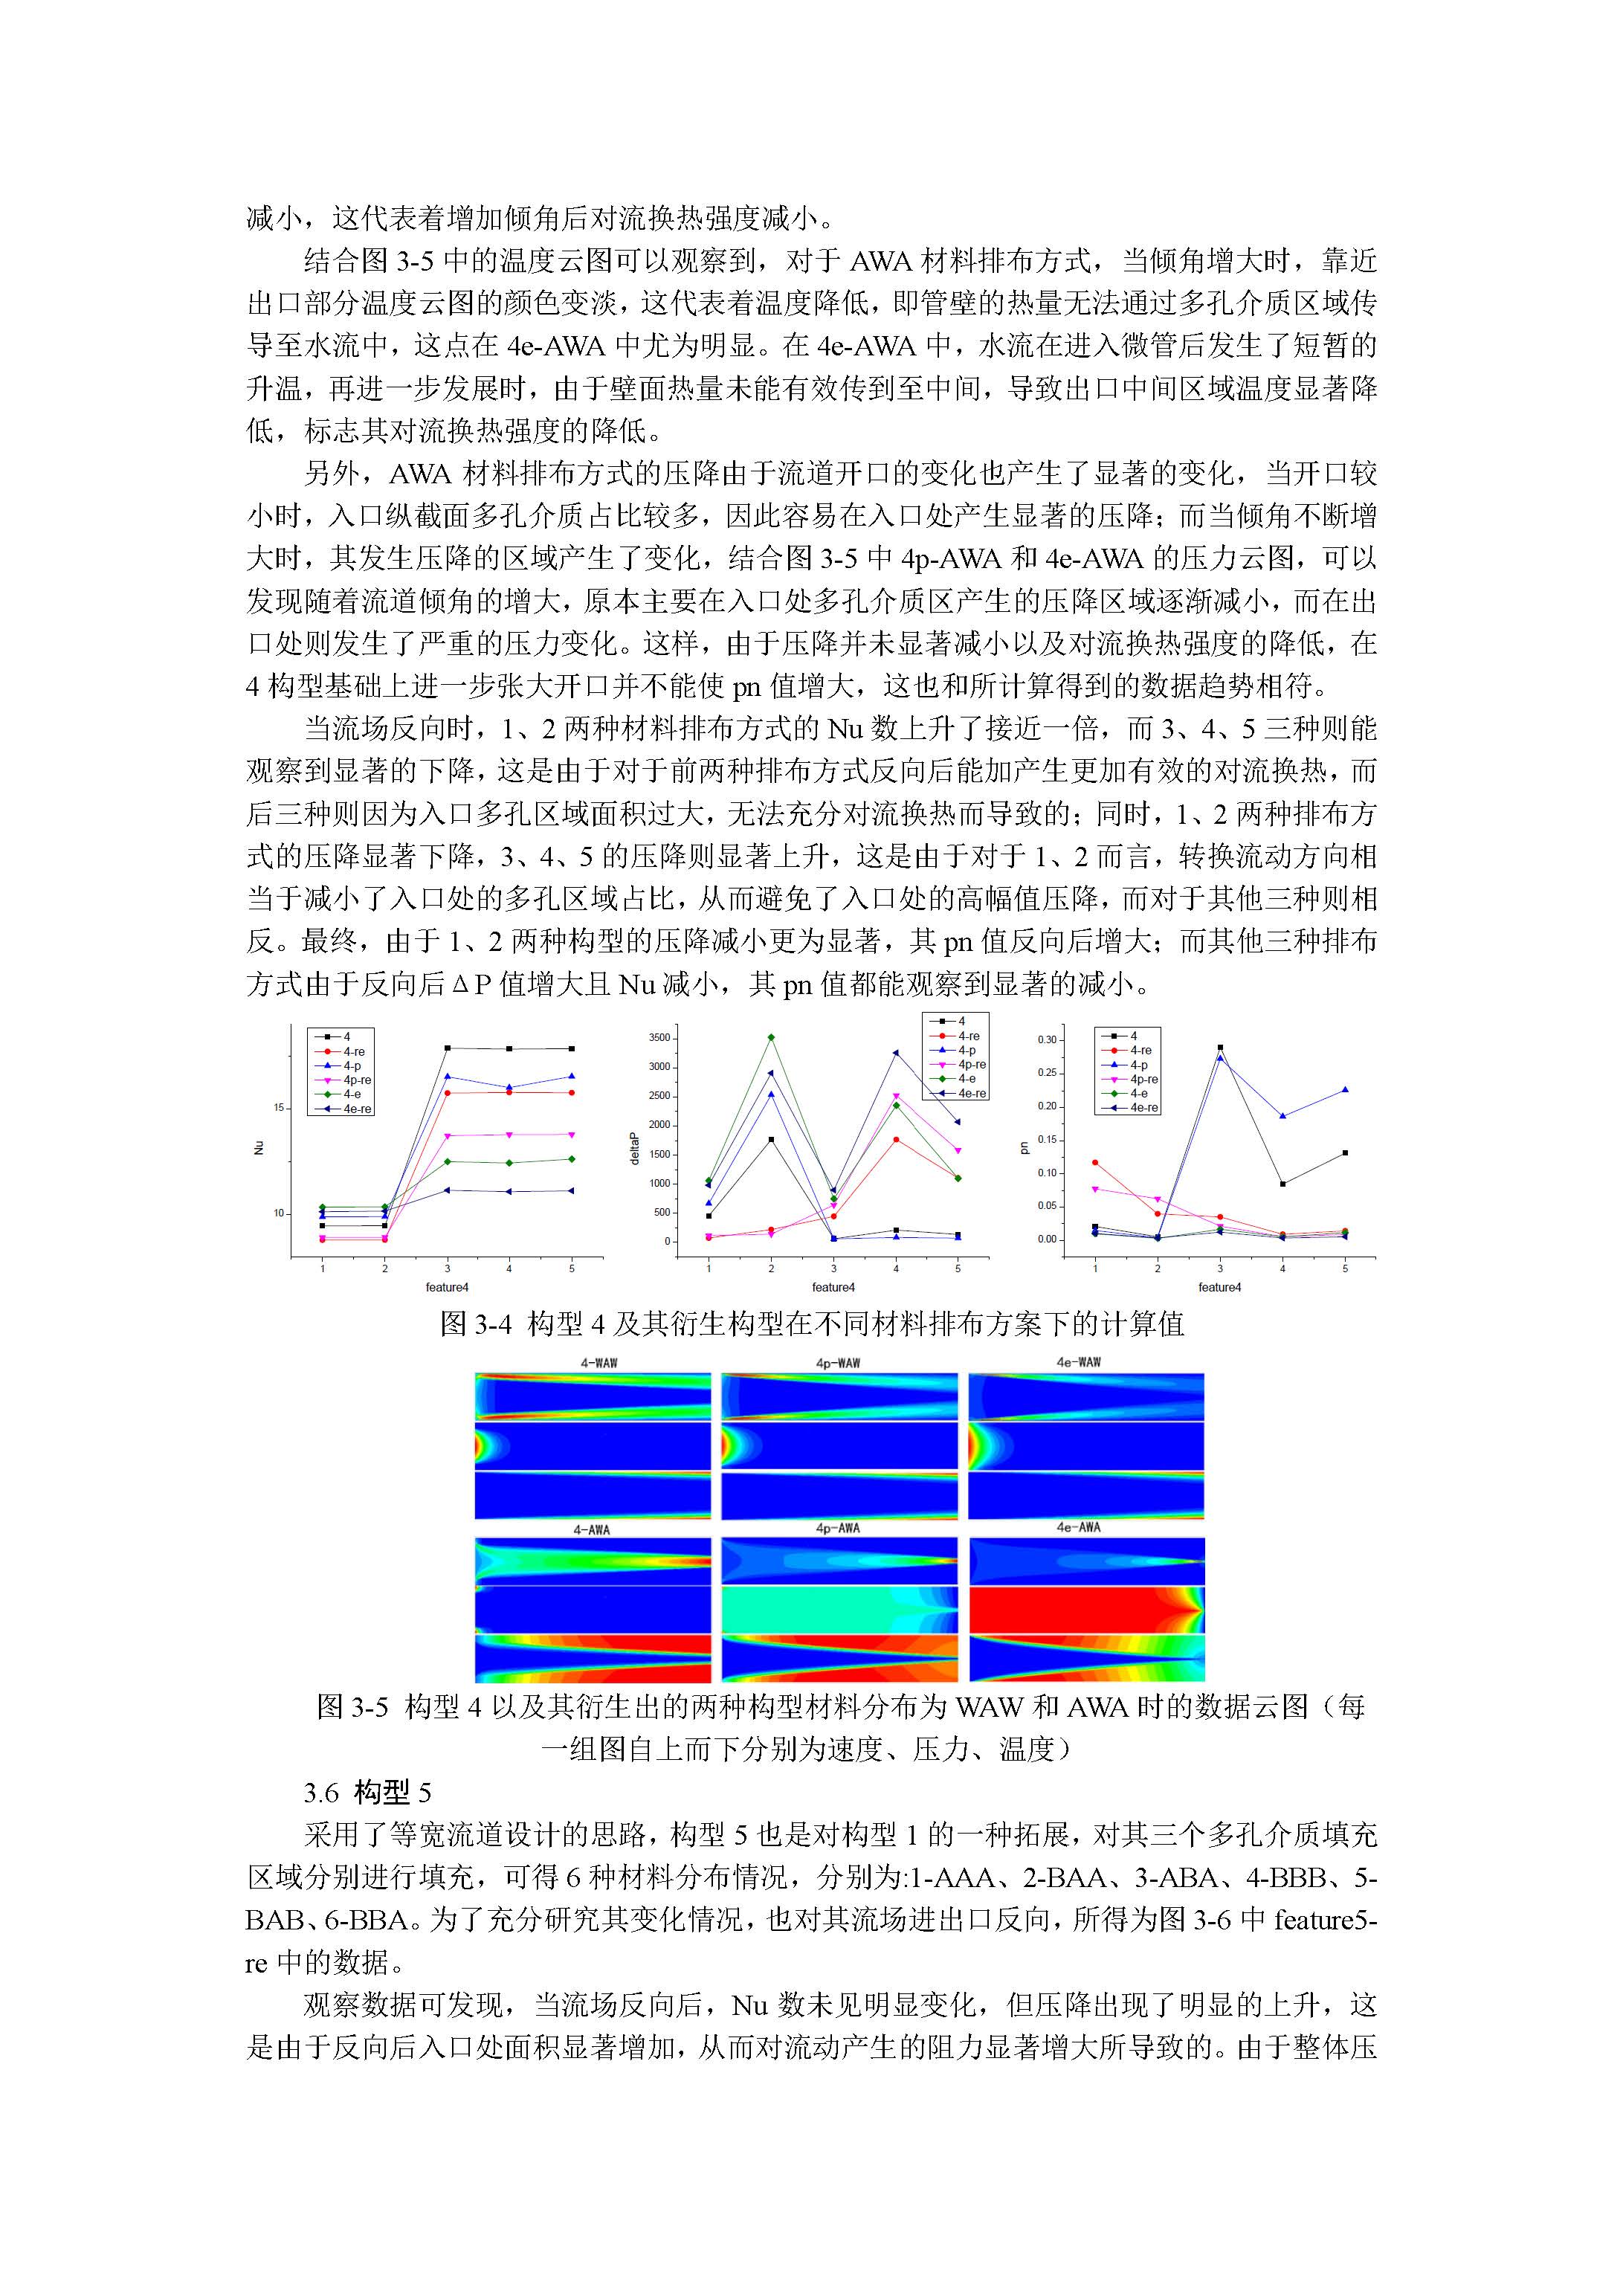 减小，这代表着增加倾角后对流换热强度减小。
结合图 3-5 中的温度云图可以观察到，对于 AWA 材料排布方式，当倾角增大时，靠近
出口部分温度云图的颜色变淡，这代表着温度降低，即管壁的热量无法通过多孔介质区域传
导至水流中，这点在 4e-AWA 中尤为明显。在 4e-AWA 中，水流在进入微管后发生了短暂的
升温，再进一步发展时，由于壁面热量未能有效传到至中间，导致出口中间区域温度显著降
低，标志其对流换热强度的降低。
另外，AWA 材料排布方式的压降由于流道开口的变化也产生了显著的变化，当开口较
小时，入口纵截面多孔介质占比较多，因此容易在入口处产生显著的压降；而当倾角不断增
大时，其发生压降的区域产生了变化，结合图 3-5 中 4p-AWA 和 4e-AWA 的压力云图，可以
发现随着流道倾角的增大，原本主要在入口处多孔介质区产生的压降区域逐渐减小，而在出
口处则发生了严重的压力变化。这样，由于压降并未显著减小以及对流换热强度的降低，在
4 构型基础上进一步张大开口并不能使 pn 值增大，这也和所计算得到的数据趋势相符。
当流场反向时，1、2 两种材料排布方式的 Nu 数上升了接近一倍，而 3、4、5 三种则能
观察到显著的下降，这是由于对于前两种排布方式反向后能加产生更加有效的对流换热，而
后三种则因为入口多孔区域面积过大，无法充分对流换热而导致的；同时，1、2 两种排布方
式的压降显著下降，3、4、5 的压降则显著上升，这是由于对于 1、2 而言，转换流动方向相
当于减小了入口处的多孔区域占比，从而避免了入口处的高幅值压降，而对于其他三种则相
反。最终，由于 1、2 两种构型的压降减小更为显著，其 pn 值反向后增大；而其他三种排布
方式由于反向后 Δ P 值增大且 Nu 减小，其 pn 值都能观察到显著的减小。
4
4-re
4-p
4p-re
4-e
4e-re
15
10
Nu
1 2 3 4 5
feature4
4
4-re
4-p
4p-re
4-e
4e-re
3500
3000
2500
2000
1500
1000
500
0
deltaP
1 2 3 4 5
feature4
4
4-re
4-p
4p-re
4-e
4e-re
0.30
0.25
0.20
0.15
0.10
0.05
0.00
pn
1 2 3 4 5
feature4
图 3-4 构型 4 及其衍生构型在不同材料排布方案下的计算值
4-WAW 4p-WAW 4e-WAW
4-AWA 4p-AWA 4e-AWA
图 3-5 构型 4 以及其衍生出的两种构型材料分布为 WAW 和 AWA 时的数据云图（每
一组图自上而下分别为速度、压力、温度）
3.6 构型 5
采用了等宽流道设计的思路，构型 5 也是对构型 1 的一种拓展，对其三个多孔介质填充
区域分别进行填充，可得 6 种材料分布情况，分别为:1-AAA、2-BAA、3-ABA、4-BBB、5-
BAB、6-BBA。为了充分研究其变化情况，也对其流场进出口反向，所得为图 3-6 中 feature5-
re 中的数据。
观察数据可发现，当流场反向后，Nu 数未见明显变化，但压降出现了明显的上升，这
是由于反向后入口处面积显著增加，从而对流动产生的阻力显著增大所导致的。由于整体压